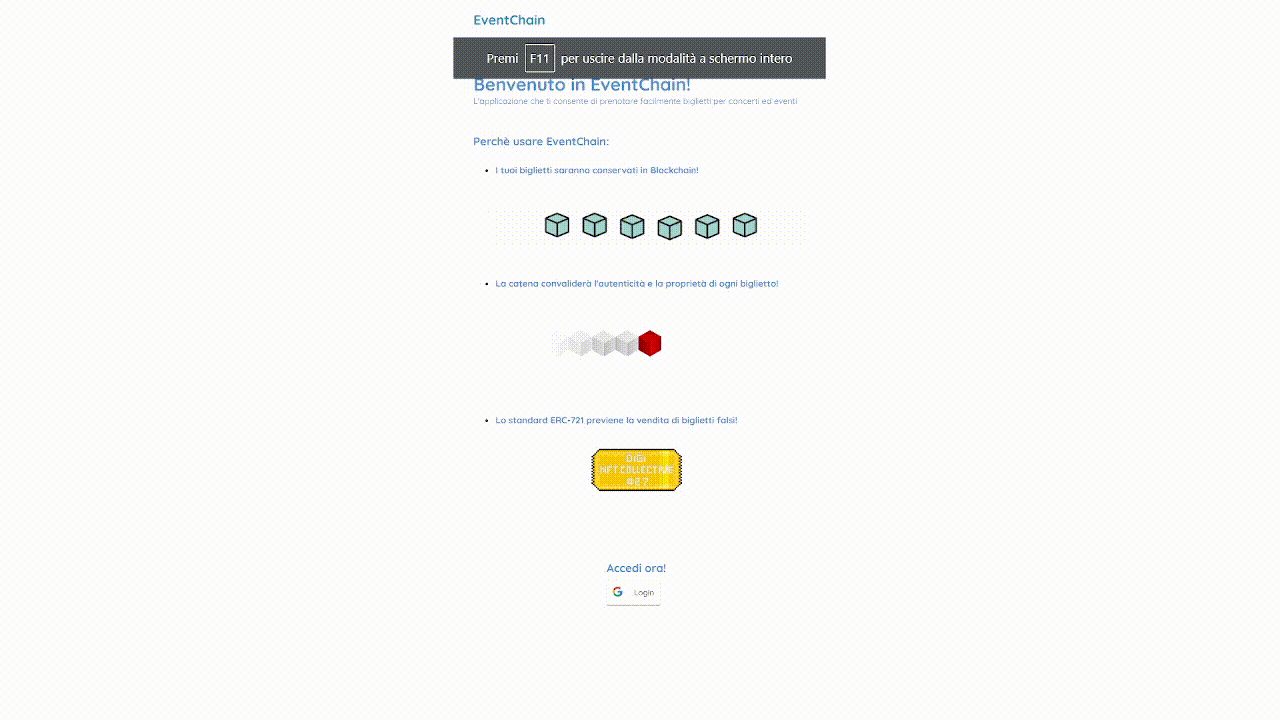 EventChain
Premi F11 per uscire dalla modalità a schermo intero
Benvenuto in EventChain!
L'applicazione che ti consente di prenotare facilmente biglietti per concerti ed eventi
Perchè usare EventChain:
I tuoi biglietti saranno conservati in Blockchain!
La catena convaliderà l'autenticità e la proprietà di ogni biglietto!
Lo standard ERC-721 previene la vendita di biglietti falsi!
DIGI
NFT COLLECTIVE
#27
Accedi ora!
Login